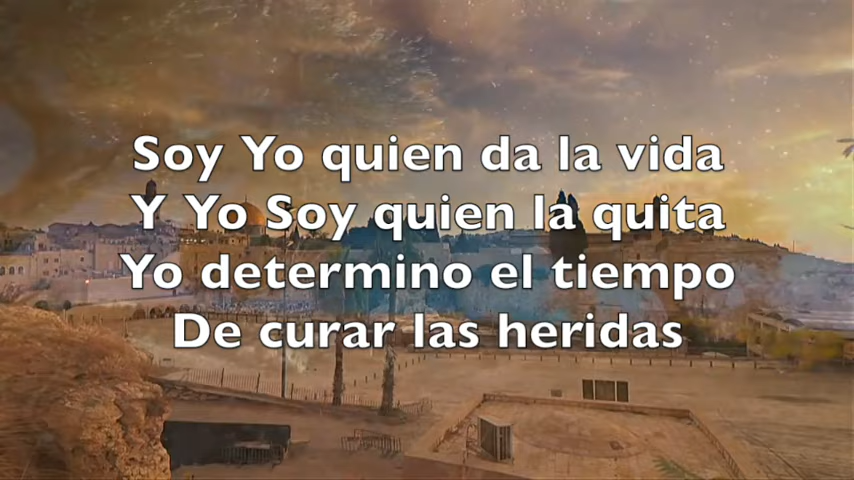 Soy Yo quien da la vida
Y Yo Soy quien la quita
Yo determino el tiempo
De curar las heridas